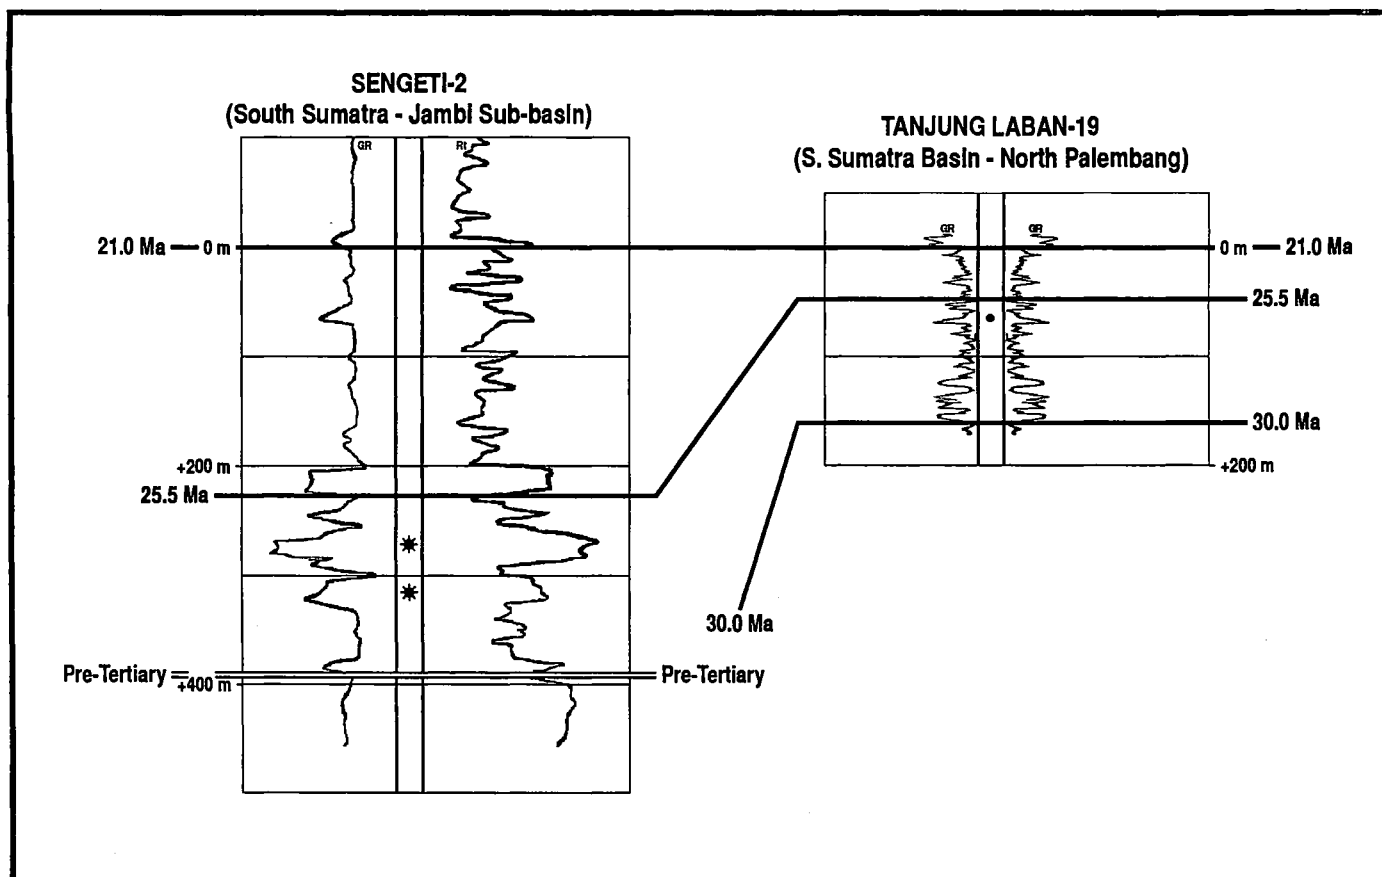 SENGETI-2
(South Sumatra - Jambi Sub-basin)
TANJUNG LABAN-19
(S. Sumatra Basin - North Palembang)
GR
Rt
GR
GR
21.0 Ma
0 m
0 m
21.0 Ma
25.5 Ma
30.0 Ma
+200 m
+200 m
25.5 Ma
30.0 Ma
Pre-Tertiary
+400 m
Pre-Tertiary